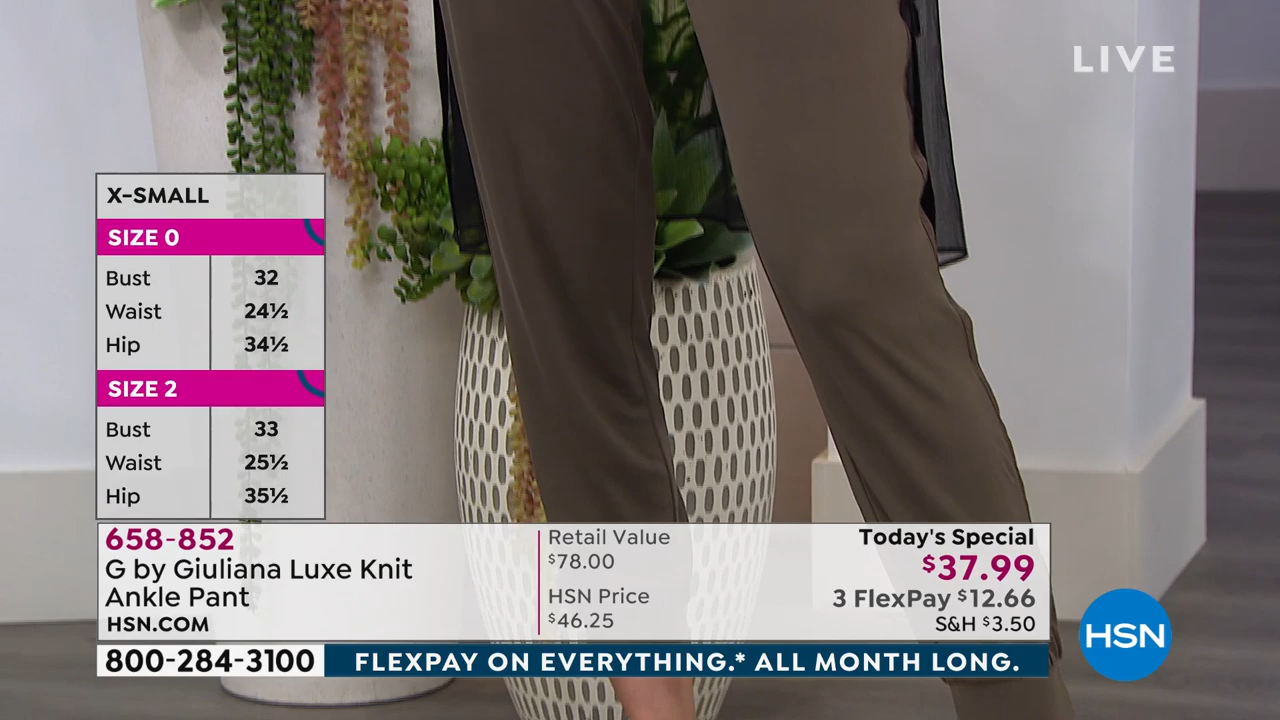 LIVE
X-SMALL
SIZE 0
Bust 32
Waist 24½
Hip 34½
SIZE 2
Bust 33
Waist 25½
Hip 35½
658-852
G by Giuliana Luxe Knit
Ankle Pant
HSN.COM
Retail Value
$78.00
HSN Price
$46.25
Today's Special
$37.99
3 FlexPay $12.66
S&H $3.50
HSN
800-284-3100
FLEXPAY ON EVERYTHING.* ALL MONTH LONG.